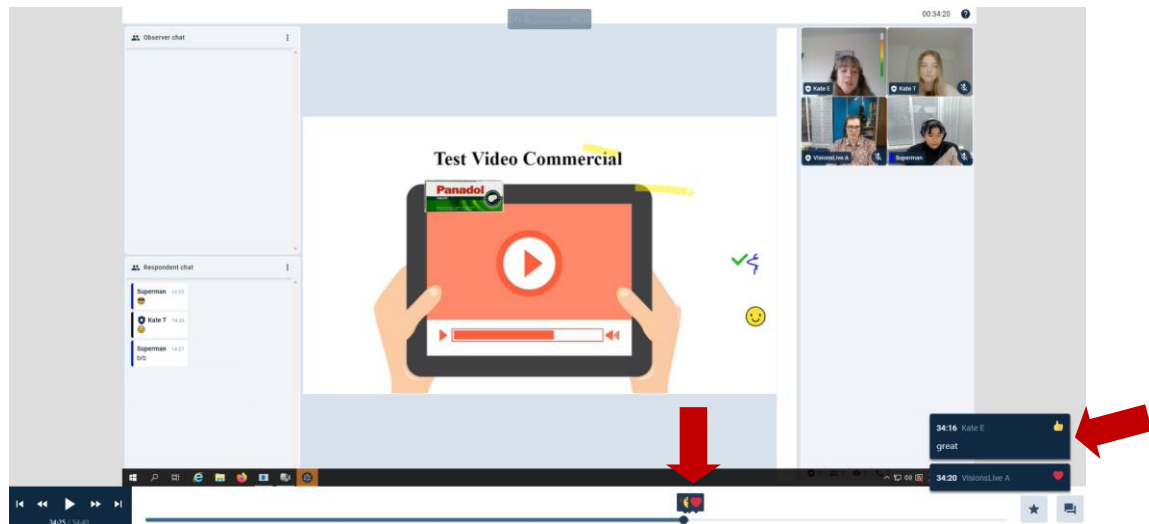 00:34:20
Observer chat
Kate E
Kate T
VisionsLive A
Superman
Test Video Commercial
Panadol
Respondent chat
Superman 14:25
Kate T 14:25
Superman 14:27
brb
34:16 Kate E
great
34:20 VisionsLive A
34:25 / 54:40